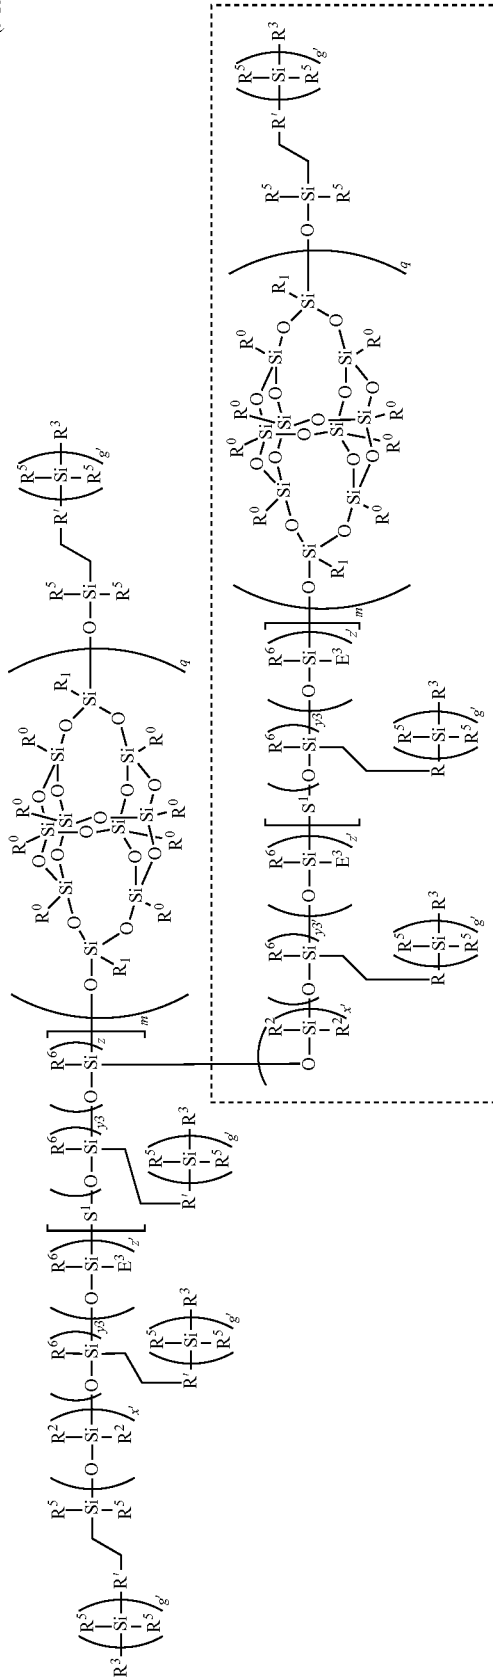 R⁵ R⁵ R² R⁶ R⁶ R⁶ R⁶ R⁰ R⁰ R⁰ R⁰ R₁ R⁵ R⁵
R³—Si—R' Si—O—Si—O—Si—O—Si—S¹—O—Si—O—Si—O—Si Si—O—Si R'—Si—R³
R⁵ g' R⁵ R² x' y3 E³ z' y3 z m R₁ R⁰ R⁰ R⁰ R⁰ q R⁵ R⁵ g'
O Si O Si O Si O Si O O O O Si O Si O Si O Si O
R⁵ R⁵
R'—Si—R³ R'—Si—R³
R⁵ g' R⁵ g'
R² R⁶ R⁶ R⁶ R⁶ R⁰ R⁰ R⁰ R⁰ R₁ R⁵ R⁵
O—Si—O—Si—O—Si—S¹—O—Si—O—Si—O—Si Si—O—Si R'—Si—R³
R² x' y3' E³ z' y3 E³ z' m R₁ R⁰ R⁰ R⁰ R⁰ q R⁵ R⁵ g'
O Si O Si O Si O Si O O O O Si O Si O Si O Si O
R⁵ R⁵
R—Si—R³ R—Si—R³
R⁵ g' R⁵ g'